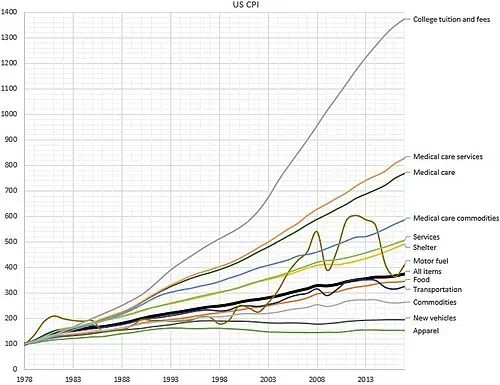 US CPI
1400
1300
1200
1100
1000
900
800
700
600
500
400
300
200
100
0
1978
1983
1988
1993
1998
2003
2008
2013
College tuition and fees
Medical care services
Medical care
Medical care commodities
Services
Shelter
Motor fuel
All items
Food
Transportation
Commodities
New vehicles
Apparel